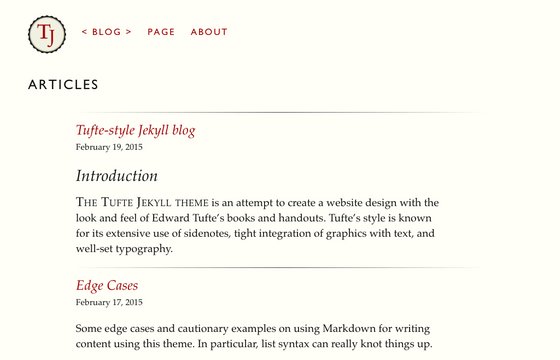 TJ
< BLOG > PAGE ABOUT
ARTICLES
Tufte-style Jekyll blog
February 19, 2015
Introduction
THE TUFTE JEKYLL THEME is an attempt to create a website design with the
look and feel of Edward Tufte's books and handouts. Tufte's style is known
for its extensive use of sidenotes, tight integration of graphics with text, and
well-set typography.
Edge Cases
February 17, 2015
Some edge cases and cautionary examples on using Markdown for writing
content using this theme. In particular, list syntax can really knot things up.